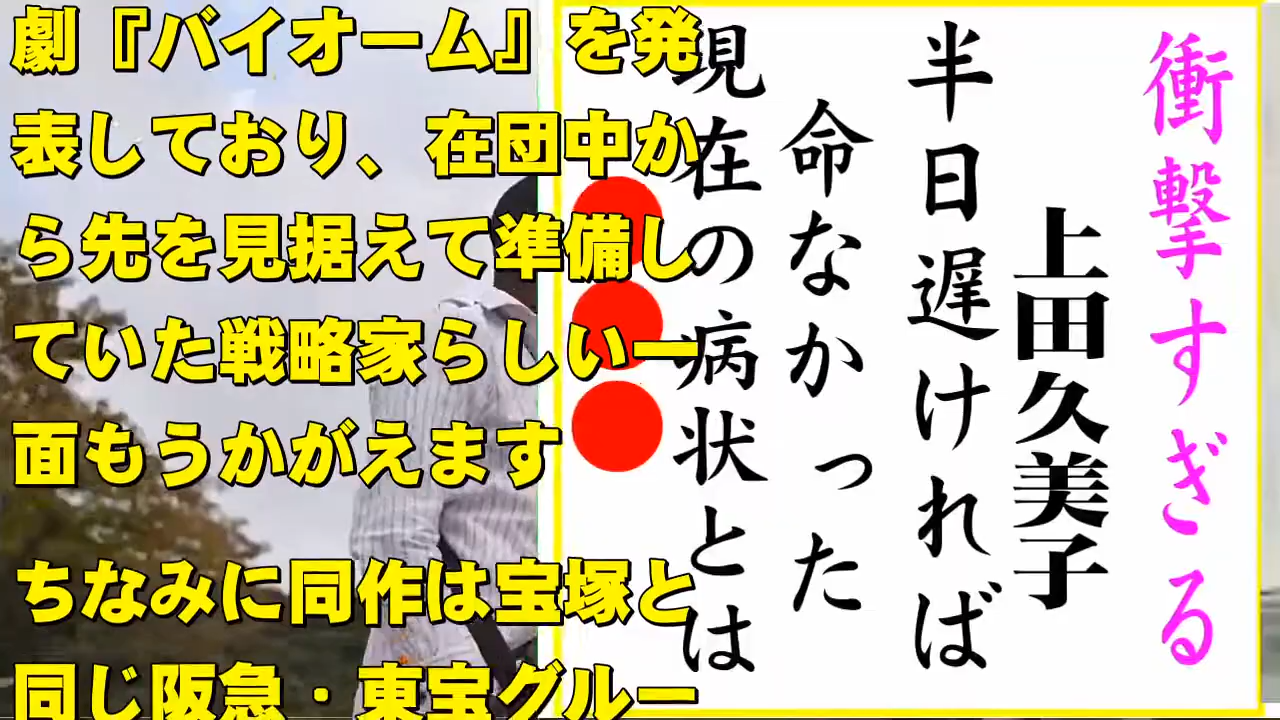 劇『バイオーム』を発
表しており、在団中か
ら先を見据えて準備し
ていた戦略家らしい一
面もうかがえます
ちなみに同作は宝塚と
同じ阪急・東宝グルー
衝撃すぎる
上田久美子
半日遅ければ
命なかった
現在の病状とは